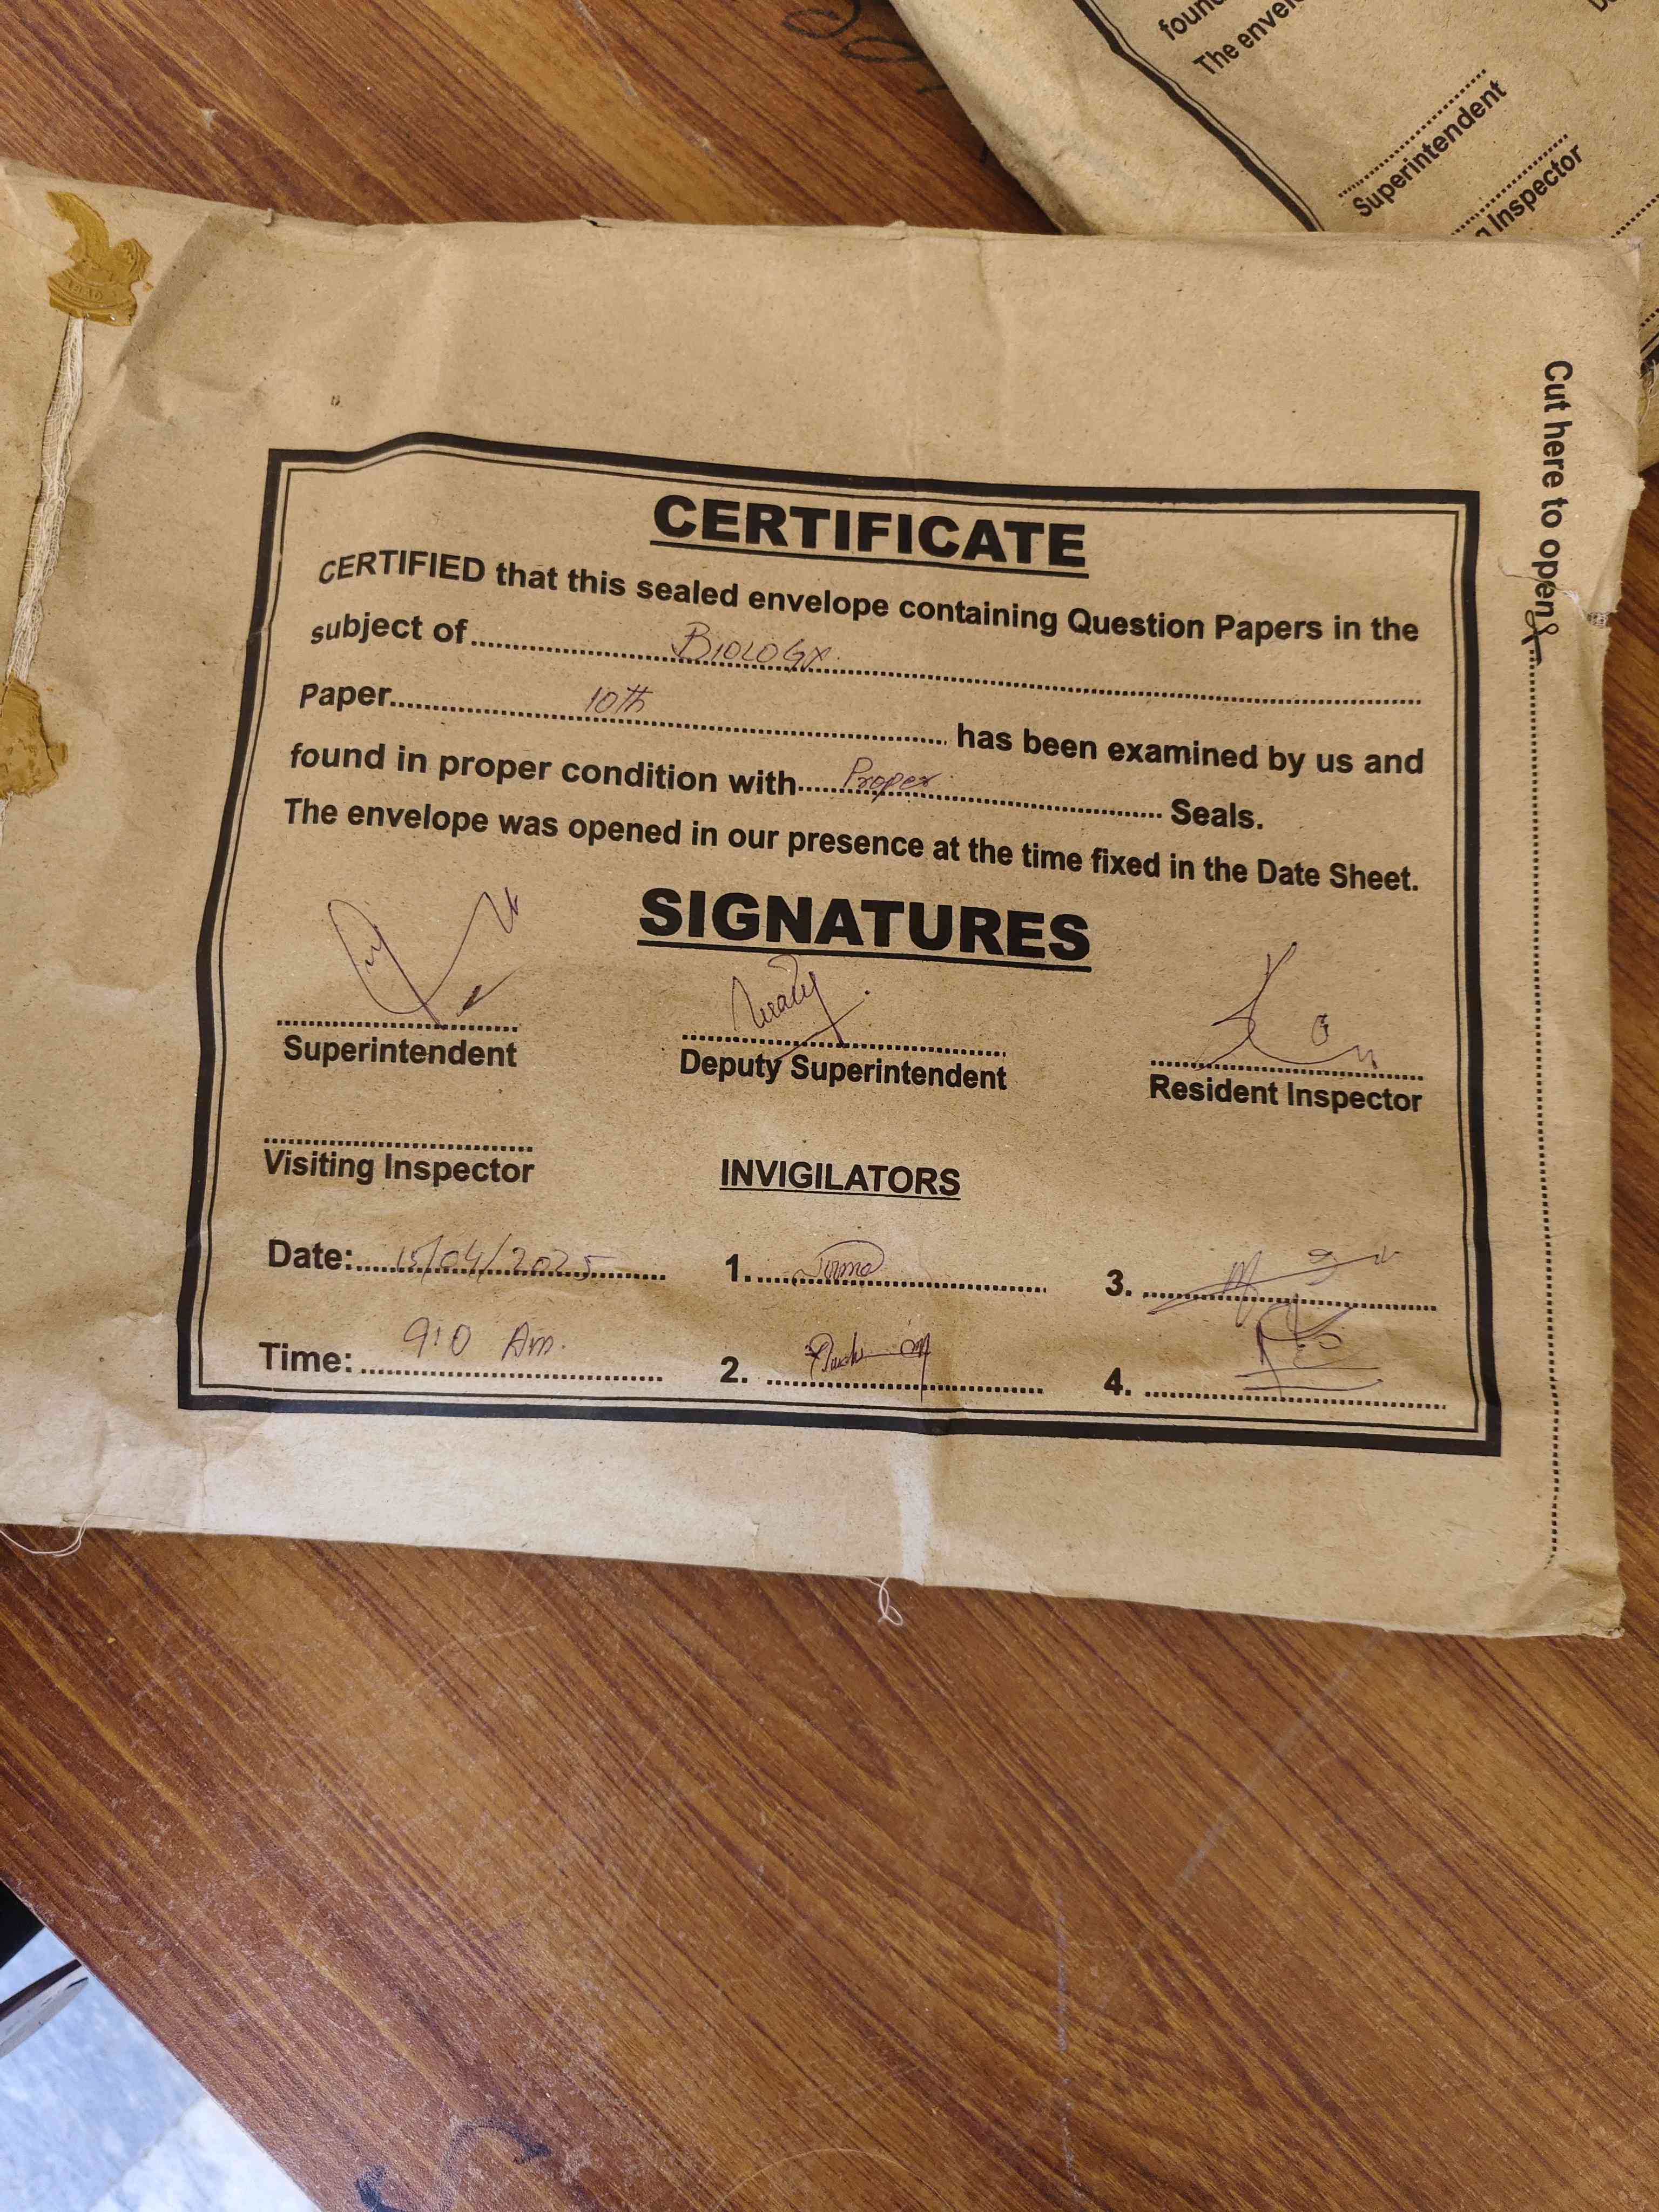 foun
The envel
Superintendent
n Inspector
Cut here to open
CERTIFICATE
CERTIFIED that this sealed envelope containing Question Papers in the
subject of.....Biology.....
Paper.....10th..... has been examined by us and
found in proper condition with.....Proper..... Seals.
The envelope was opened in our presence at the time fixed in the Date Sheet.
SIGNATURES
Superintendent Deputy Superintendent Resident Inspector
Visiting Inspector INVIGILATORS
Date:.....15/04/2025..... 1. 3.
Time:.....9:0 Am...... 2. 4.